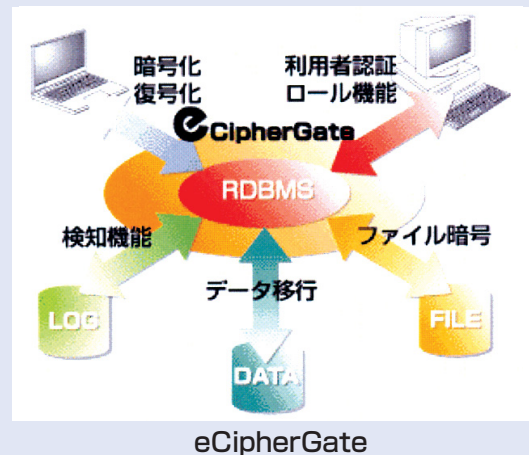 暗号化
復号化
利用者認証
ロール機能
eCipherGate
RDBMS
検知機能
ファイル暗号
データ移行
LOG
FILE
DATA
eCipherGate